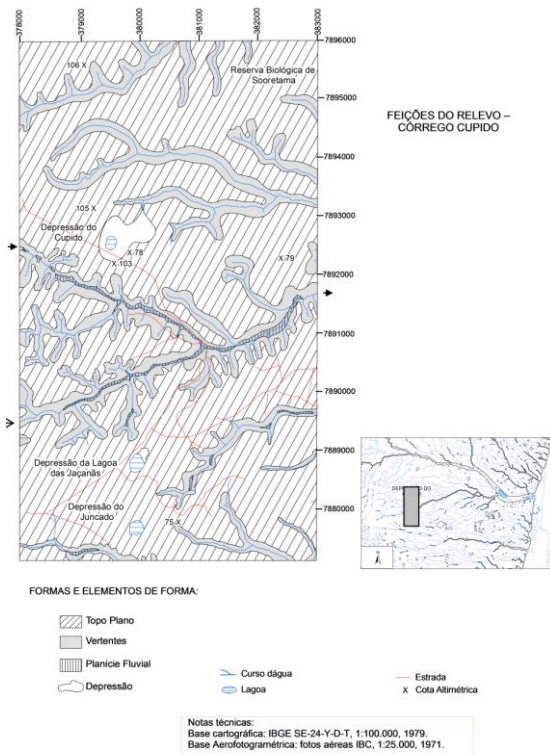 378000
379000
380000
381000
382000
383000
7896000
7895000
7894000
7893000
7892000
7891000
7890000
7889000
7880000
106 X
Reserva Biológica de
Sooretama
105 X
Depressão do
Cupido
X 78
X 103
X 79
Depressão da Lagoa
das Jaçanãs
Depressão do
Juncado
75 X
FEIÇÕES DO RELEVO –
CÓRREGO CUPIDO
N
FORMAS E ELEMENTOS DE FORMA:
Topo Plano
Vertentes
Planície Fluvial
Depressão
Curso dágua
Lagoa
Estrada
X Cota Altimétrica
Notas técnicas:
Base cartográfica: IBGE SE-24-Y-D-T, 1:100.000, 1979.
Base Aerofotogramétrica: fotos aéreas IBC, 1:25.000, 1971.